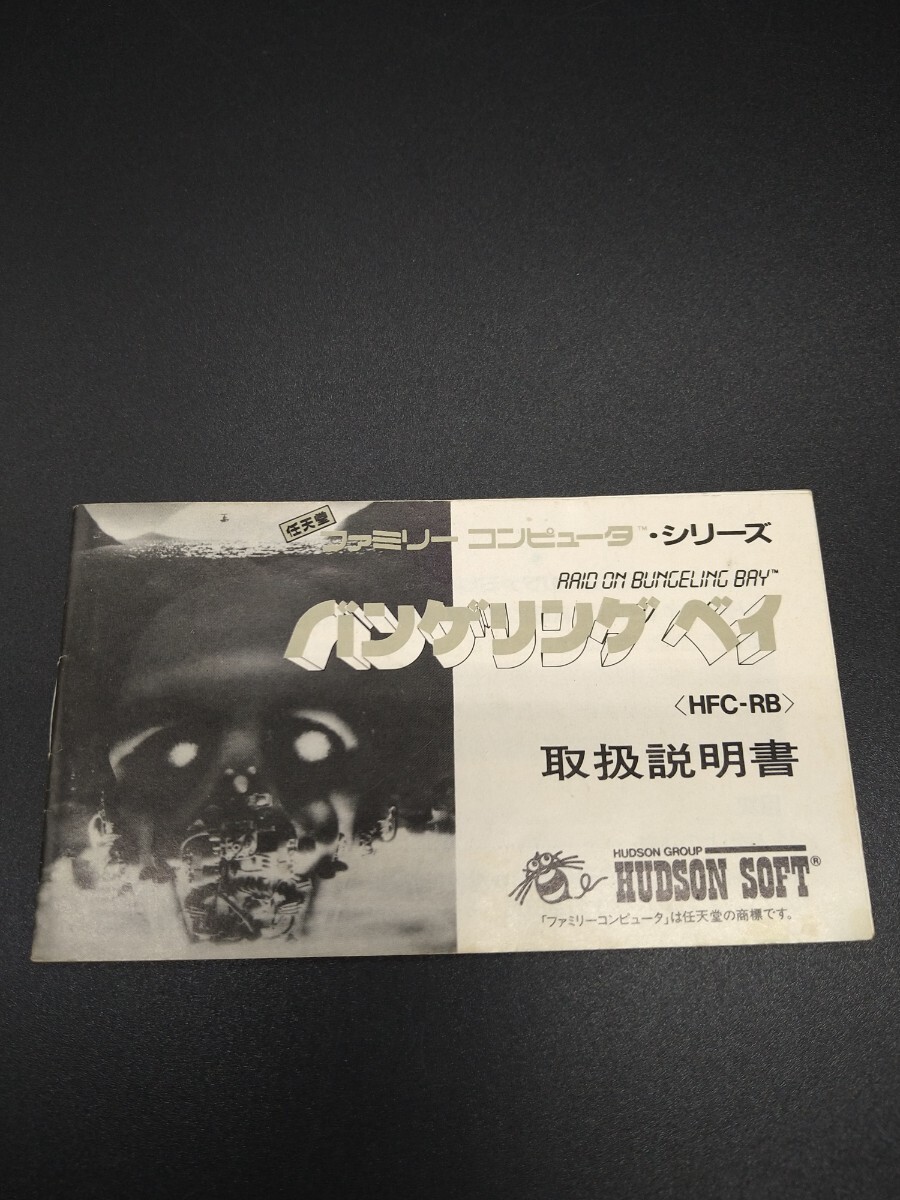 任天堂
ファミリー コンピュータ™・シリーズ
RAID ON BUNGELING BAY™
バンゲリング ベイ
〈HFC-RB〉
取扱説明書
HUDSON GROUP
HUDSON SOFT®
「ファミリーコンピュータ」は任天堂の商標です。